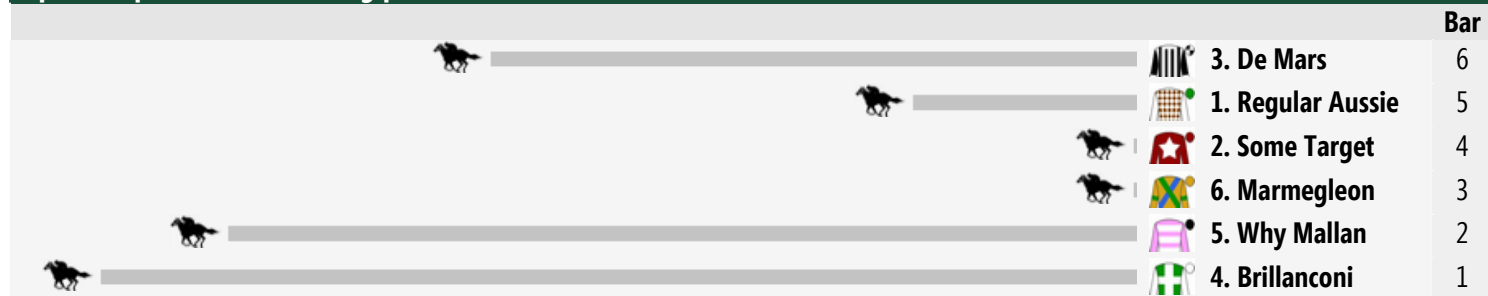 Bar
3. De Mars 6
1. Regular Aussie 5
2. Some Target 4
6. Marmegleon 3
5. Why Mallan 2
4. Brillanconi 1